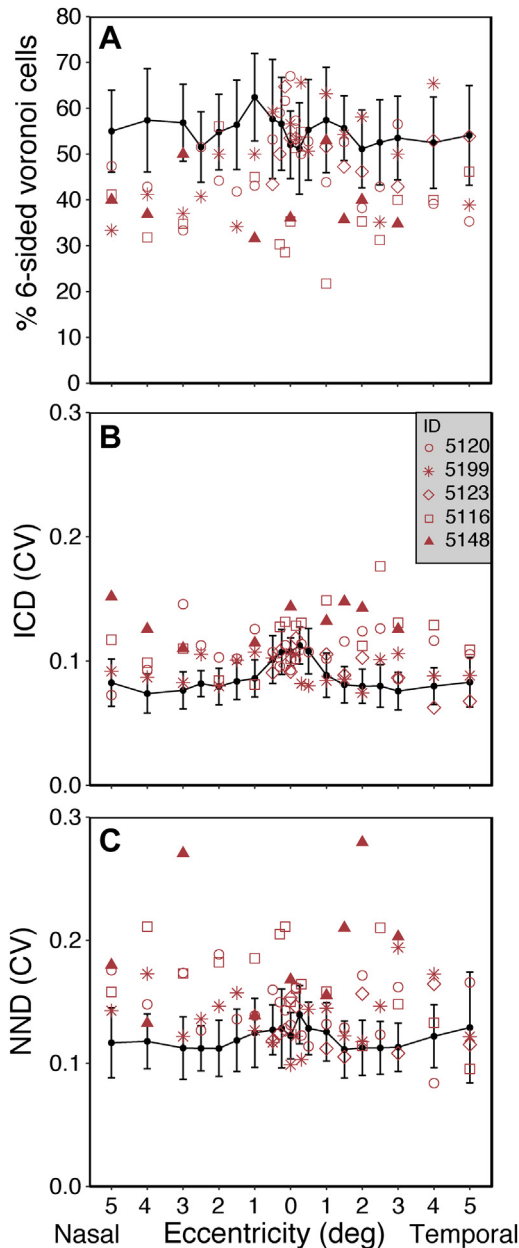 A
% 6-sided voronoi cells
80
70
60
50
40
30
20
10
0
B
ICD (CV)
0.3
0.2
0.1
0.0
ID
5120
5199
5123
5116
5148
C
NND (CV)
0.3
0.2
0.1
0.0
5 4 3 2 1 0 1 2 3 4 5
Nasal Eccentricity (deg) Temporal